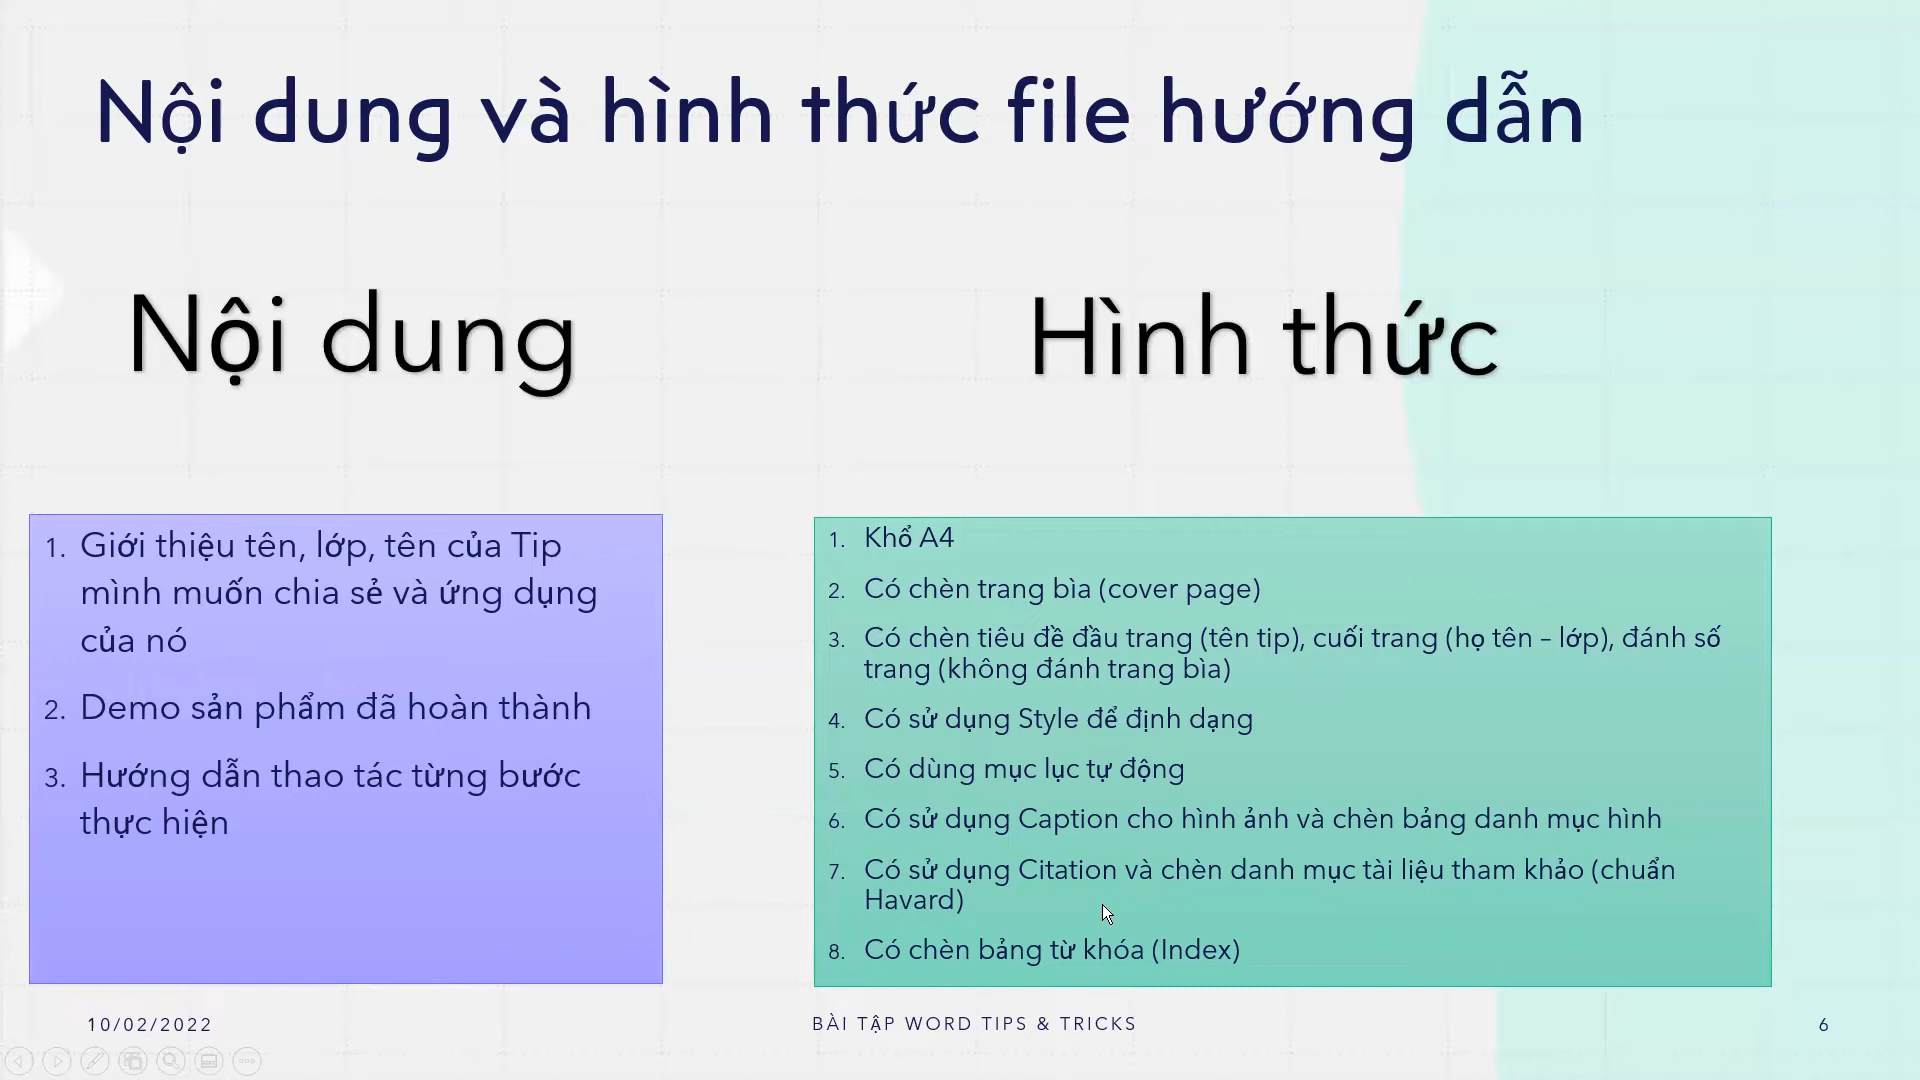 Nội dung và hình thức file hướng dẫn
Nội dung
1. Giới thiệu tên, lớp, tên của Tip
mình muốn chia sẻ và ứng dụng
của nó
2. Demo sản phẩm đã hoàn thành
3. Hướng dẫn thao tác từng bước
thực hiện
Hình thức
1. Khổ A4
2. Có chèn trang bìa (cover page)
3. Có chèn tiêu đề đầu trang (tên tip), cuối trang (họ tên – lớp), đánh số
trang (không đánh trang bìa)
4. Có sử dụng Style để định dạng
5. Có dùng mục lục tự động
6. Có sử dụng Caption cho hình ảnh và chèn bảng danh mục hình
7. Có sử dụng Citation và chèn danh mục tài liệu tham khảo (chuẩn
Havard)
8. Có chèn bảng từ khóa (Index)
10/02/2022
BÀI TẬP WORD TIPS & TRICKS
6